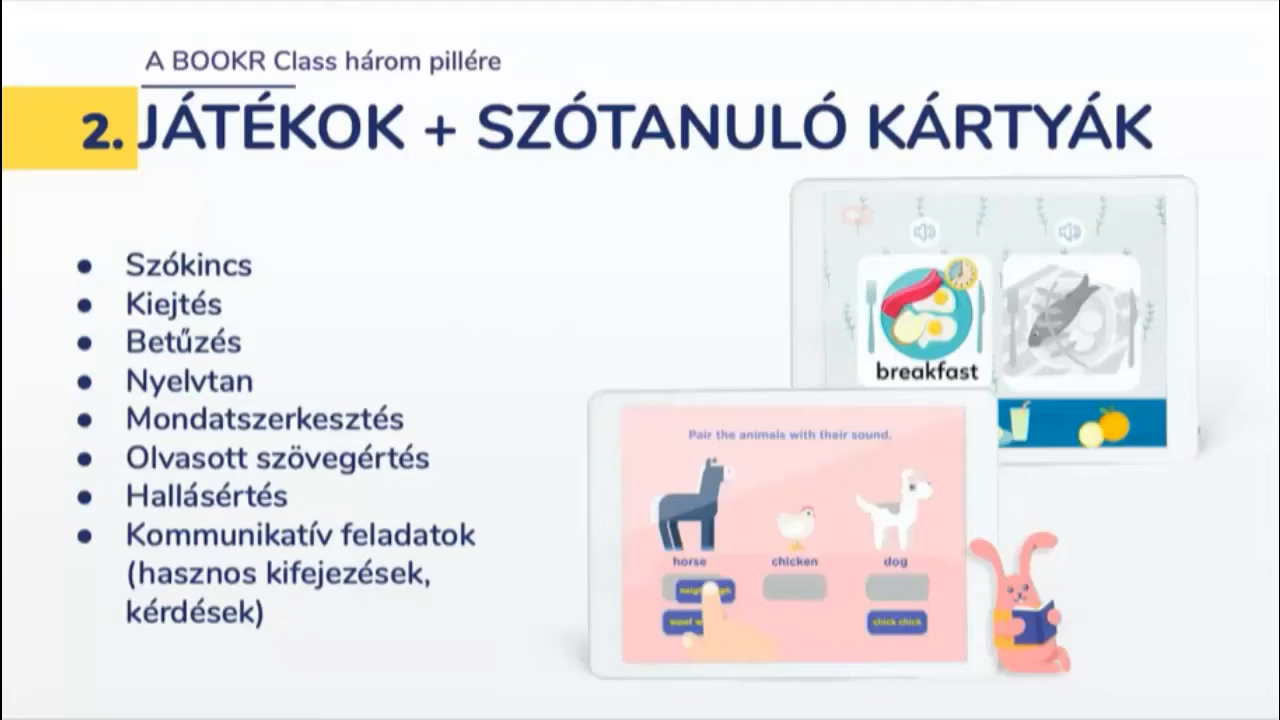 A BOOKR Class három pillére
2. JÁTÉKOK + SZÓTANULÓ KÁRTYÁK
● Szókincs
● Kiejtés
● Betűzés
● Nyelvtan
● Mondatszerkesztés
● Olvasott szövegértés
● Hallásértés
● Kommunikatív feladatok
(hasznos kifejezések,
kérdések)
breakfast
Pair the animals with their sound.
horse chicken dog
woof
chick chick